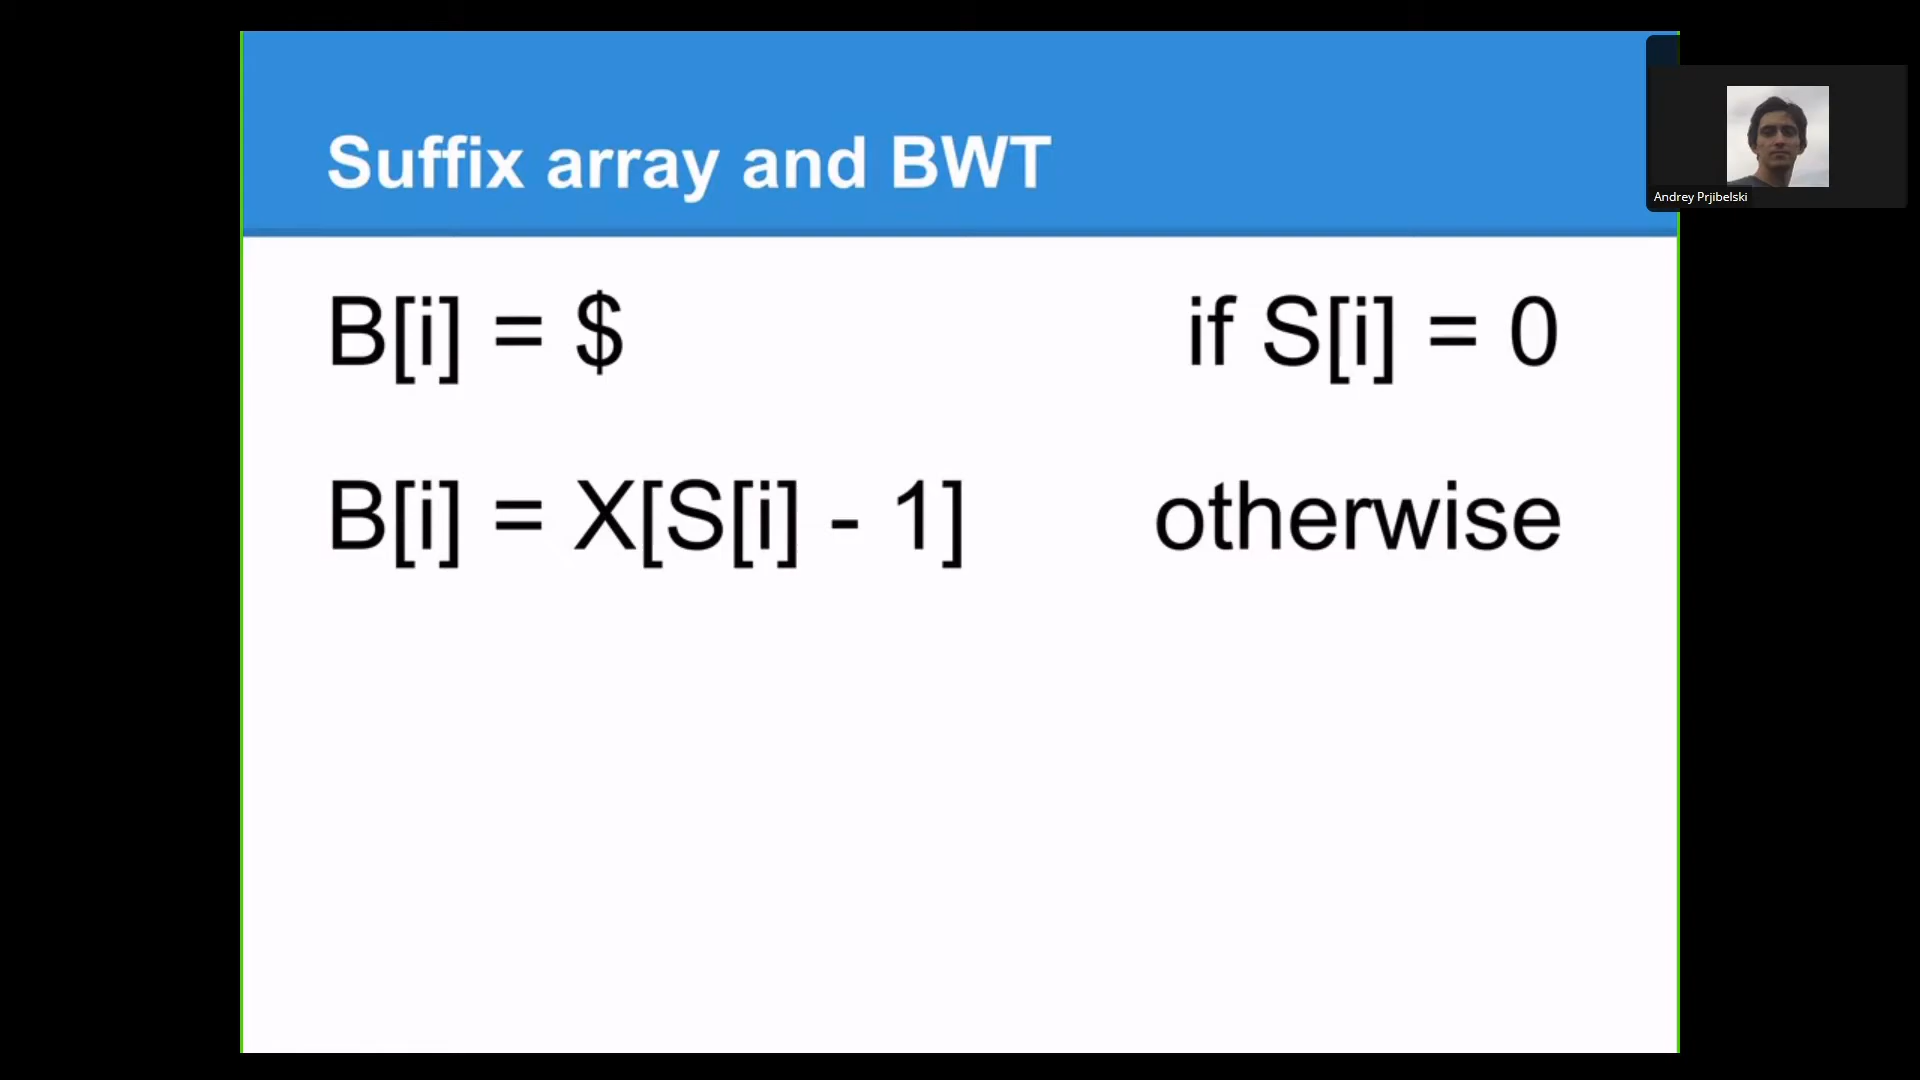 Suffix array and BWT
Andrey Prjibelski
B[i] = $ if S[i] = 0
B[i] = X[S[i] - 1] otherwise